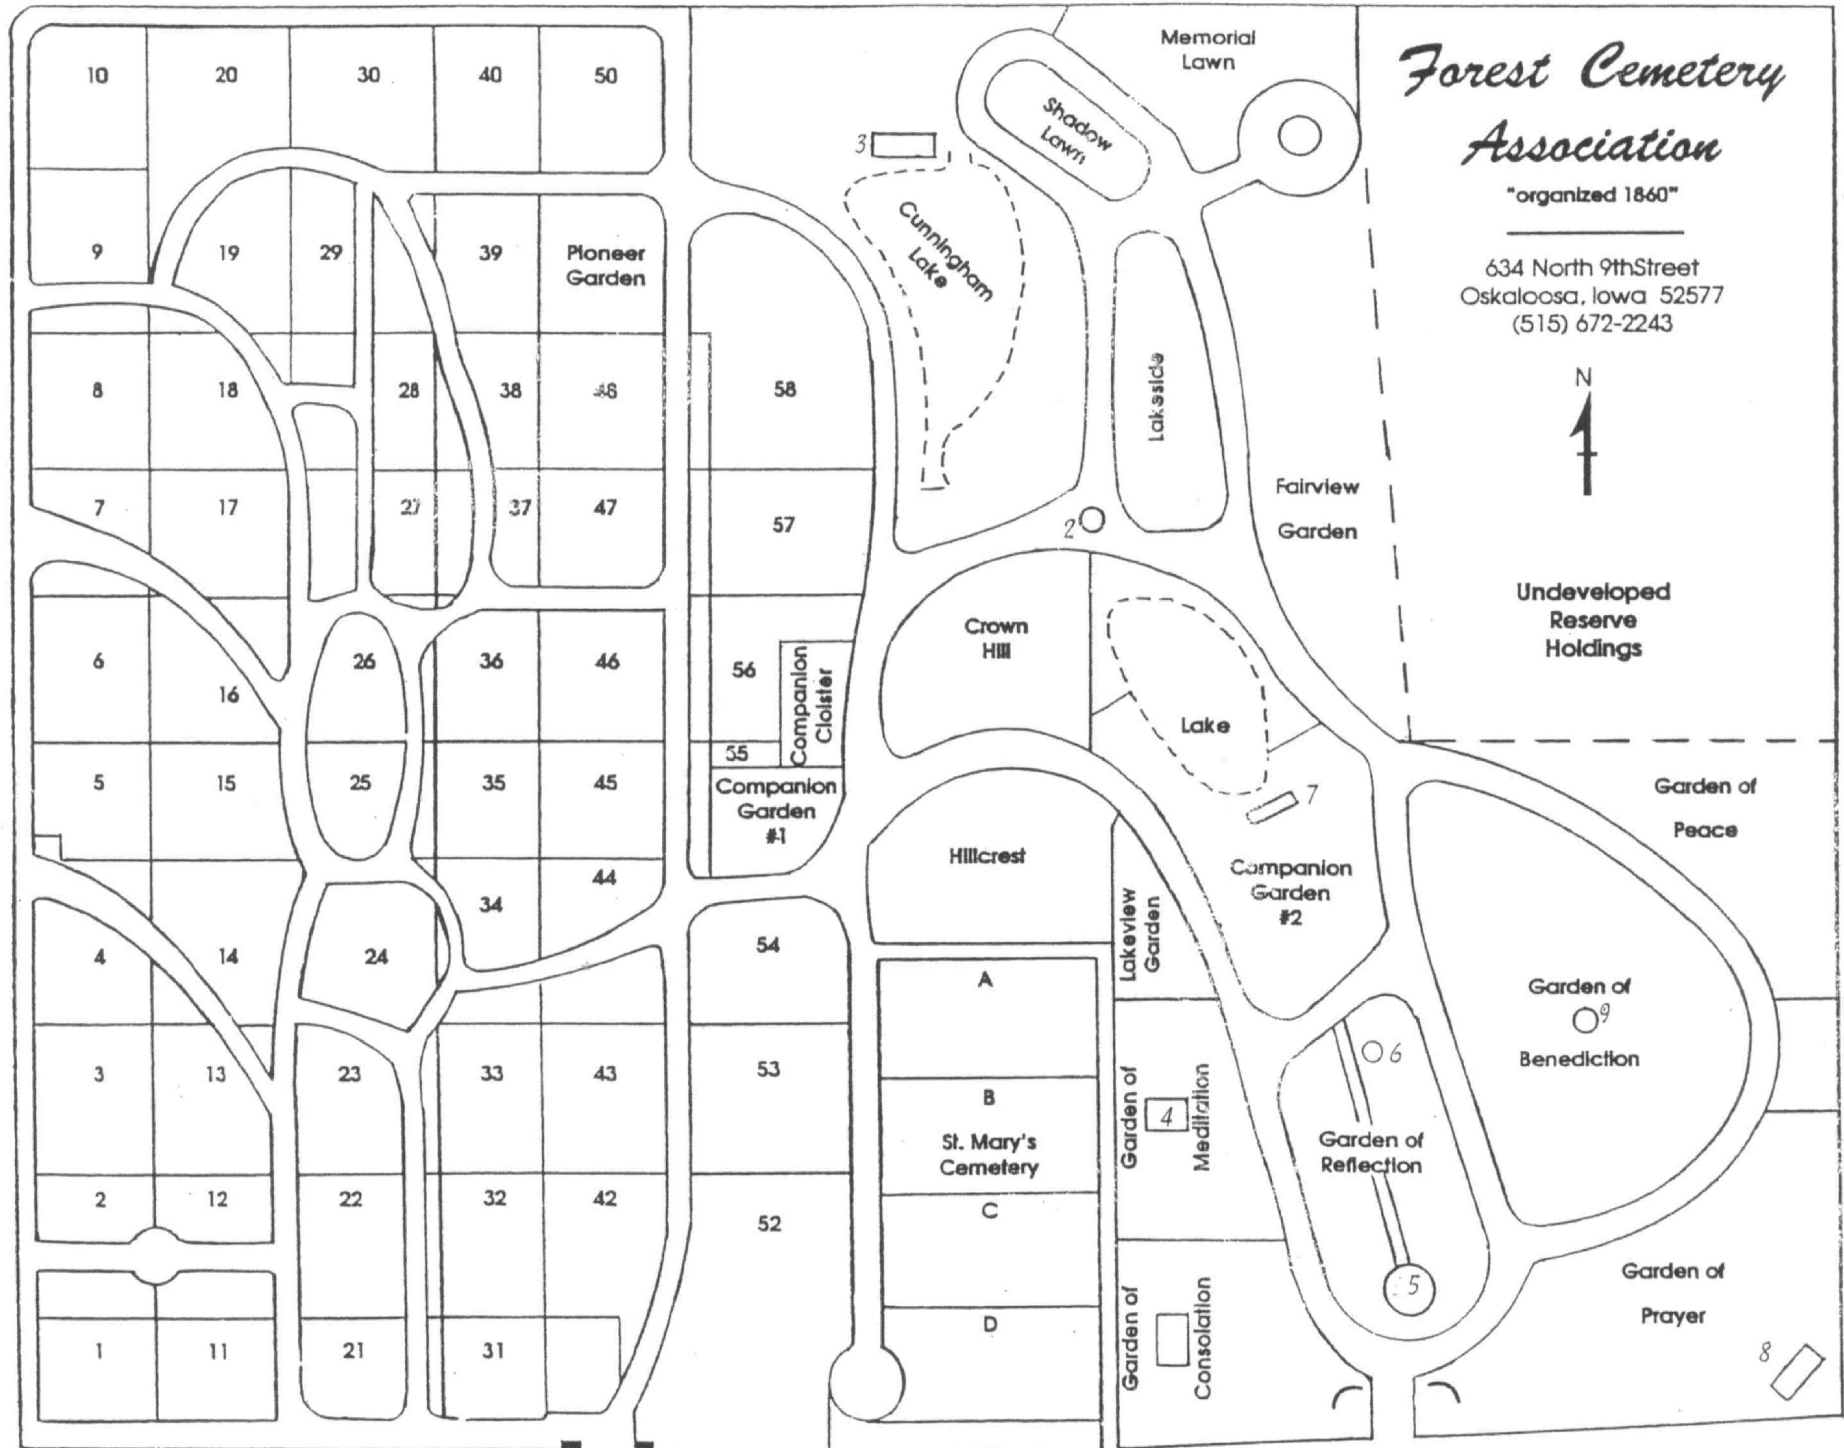 Forest Cemetery
Association
"organized 1860"
634 North 9thStreet
Oskaloosa, Iowa 52577
(515) 672-2243
N
Undeveloped
Reserve
Holdings
Memorial
Lawn
Shadow
Lawn
3
Cunningham
Lake
Lakeside
Fairview
Garden
2
10
20
30
40
50
9
19
29
39
Pioneer
Garden
8
18
28
38
48
58
7
17
27
37
47
57
6
16
26
36
46
56
Companion
Cloister
55
Companion
Garden
#1
5
15
25
35
45
Crown
Hill
Lake
7
Hillcrest
Companion
Garden
#2
Lakeview
Garden
Garden of
Peace
34
44
4
14
24
54
3
13
23
33
43
53
2
12
22
32
42
52
1
11
21
31
A
B
St. Mary's
Cemetery
C
D
Garden of
Meditation
4
Garden of
Consolation
6
Garden of
Reflection
5
Garden of
9
Benediction
Garden of
Prayer
8